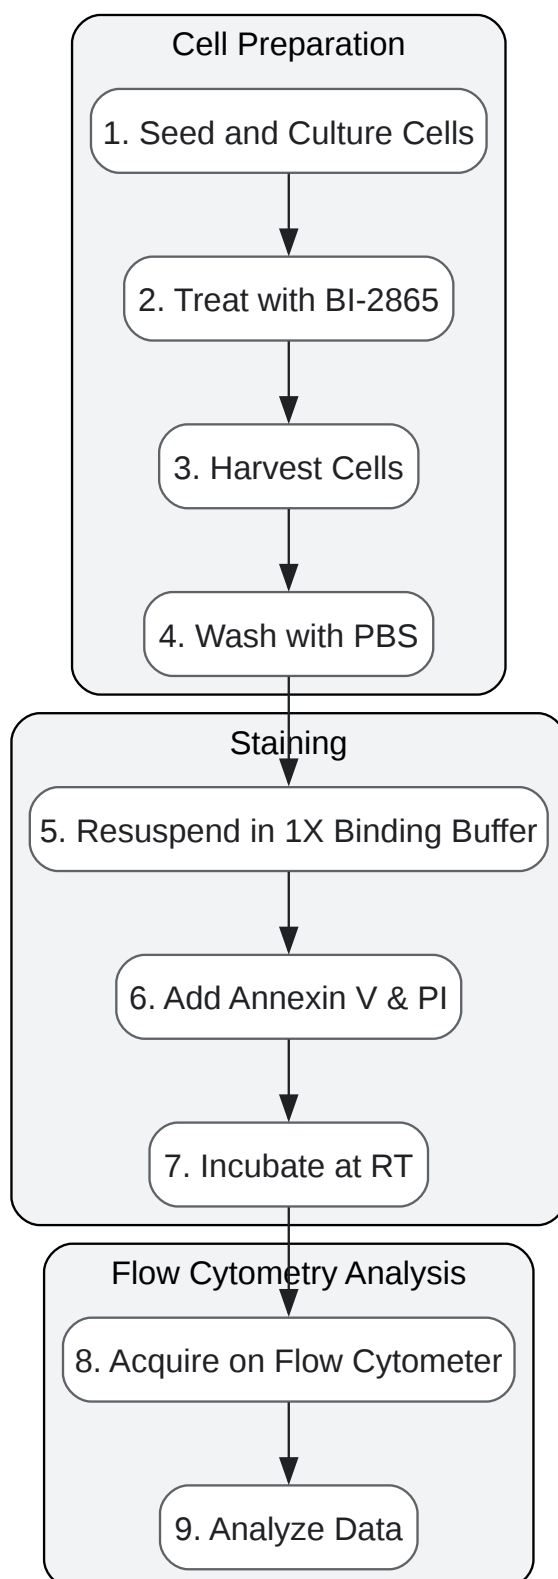 Cell Preparation
1. Seed and Culture Cells
2. Treat with BI-2865
3. Harvest Cells
4. Wash with PBS
Staining
5. Resuspend in 1X Binding Buffer
6. Add Annexin V & PI
7. Incubate at RT
Flow Cytometry Analysis
8. Acquire on Flow Cytometer
9. Analyze Data